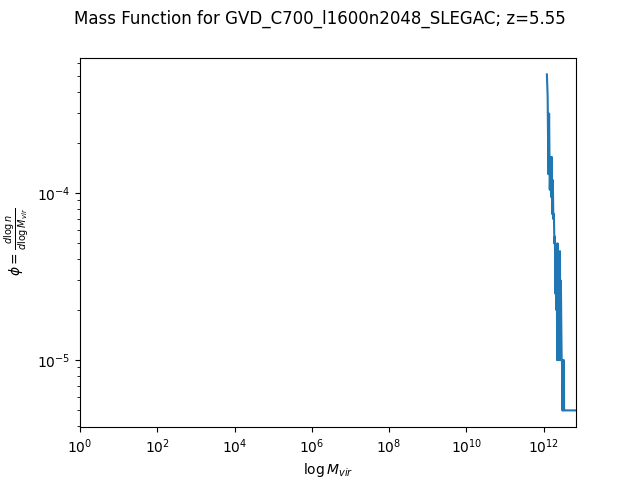 Mass Function for GVD_C700_l1600n2048_SLEGAC; z=5.55
10⁻⁴
10⁻⁵
ϕ = d log n / d log M_vir
10⁰ 10² 10⁴ 10⁶ 10⁸ 10¹⁰ 10¹²
log M_vir